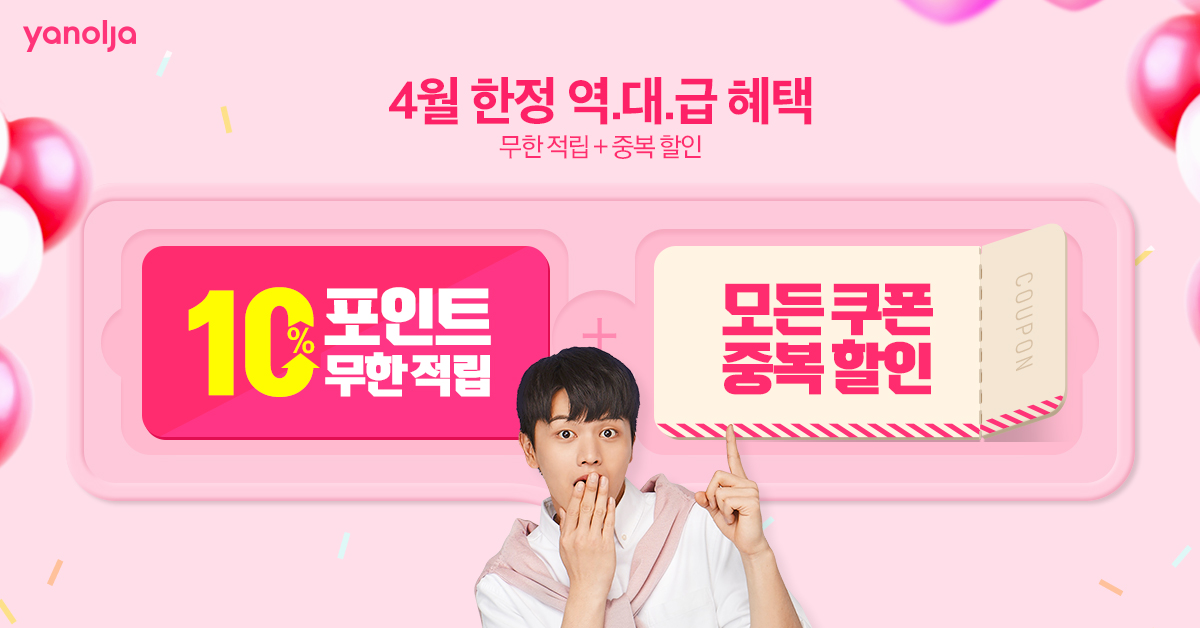 yanolja
4월 한정 역.대.급 혜택
무한 적립 + 중복 할인
10% 포인트
무한 적립
+
모든 쿠폰
중복 할인
COUPON